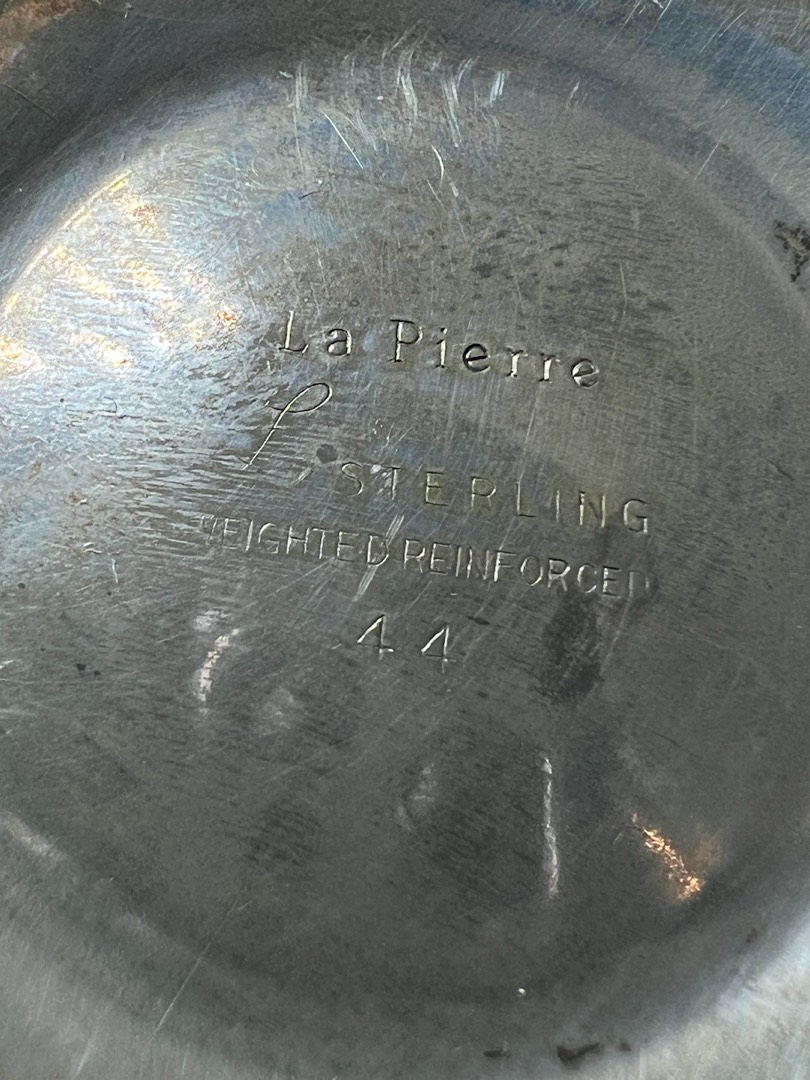 La Pierre
STERLING
WEIGHTED REINFORCED
44